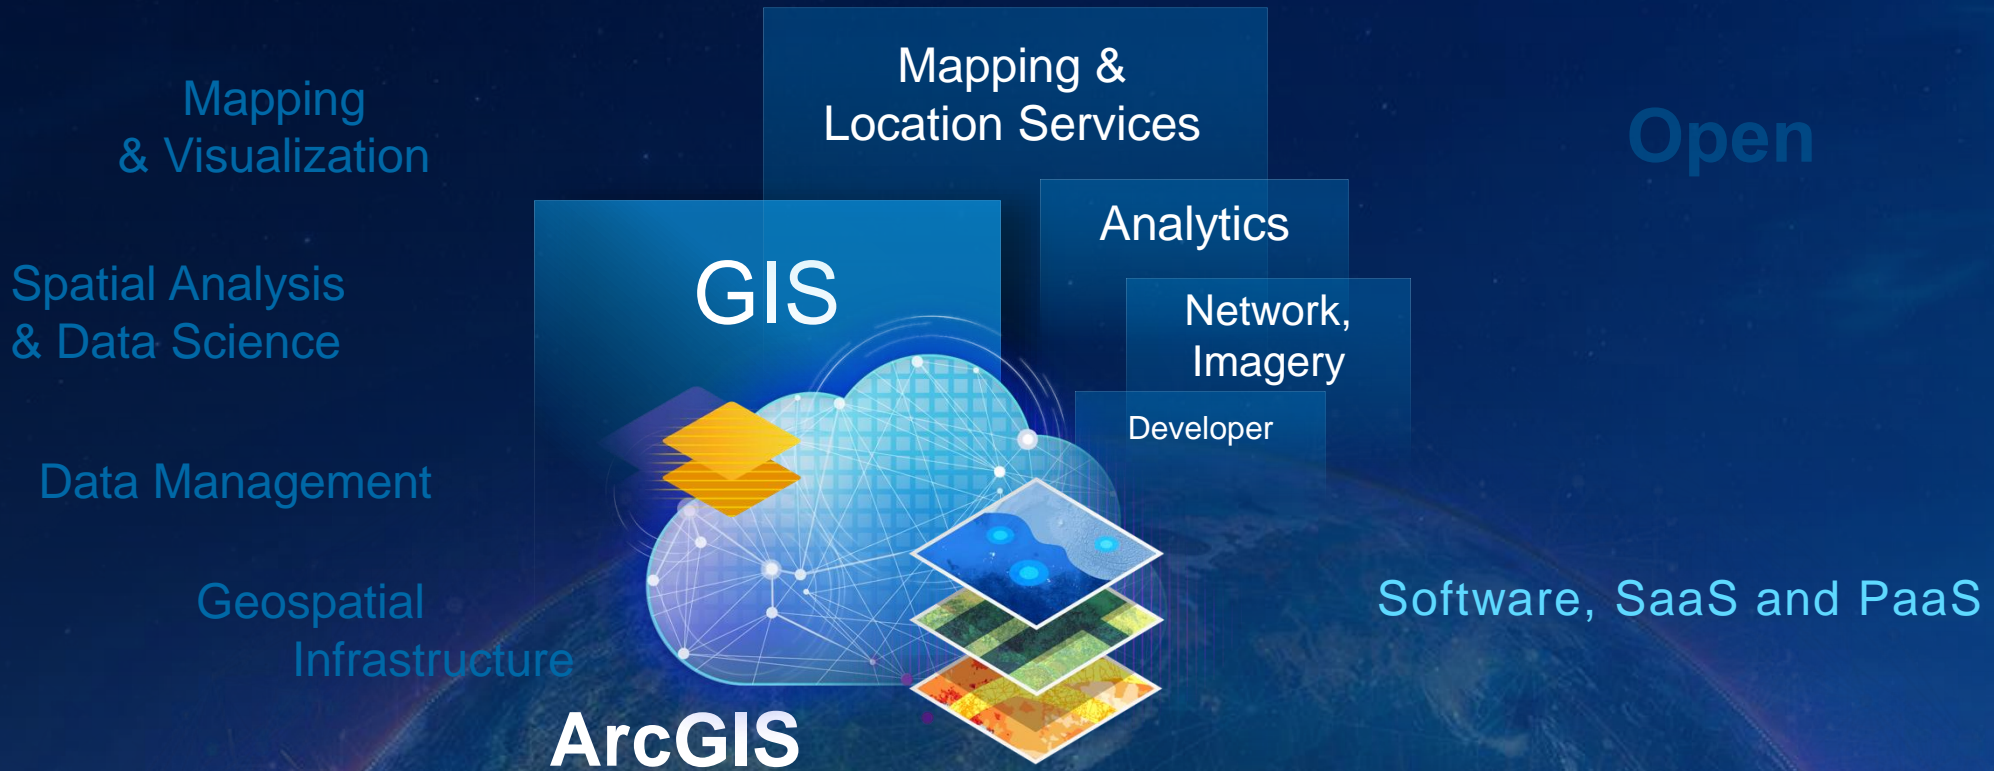 Mapping
& Visualization
Spatial Analysis
& Data Science
Data Management
Geospatial
Infrastructure
Mapping &
Location Services
GIS
Analytics
Network,
Imagery
Developer
ArcGIS
Open
Software, SaaS and PaaS